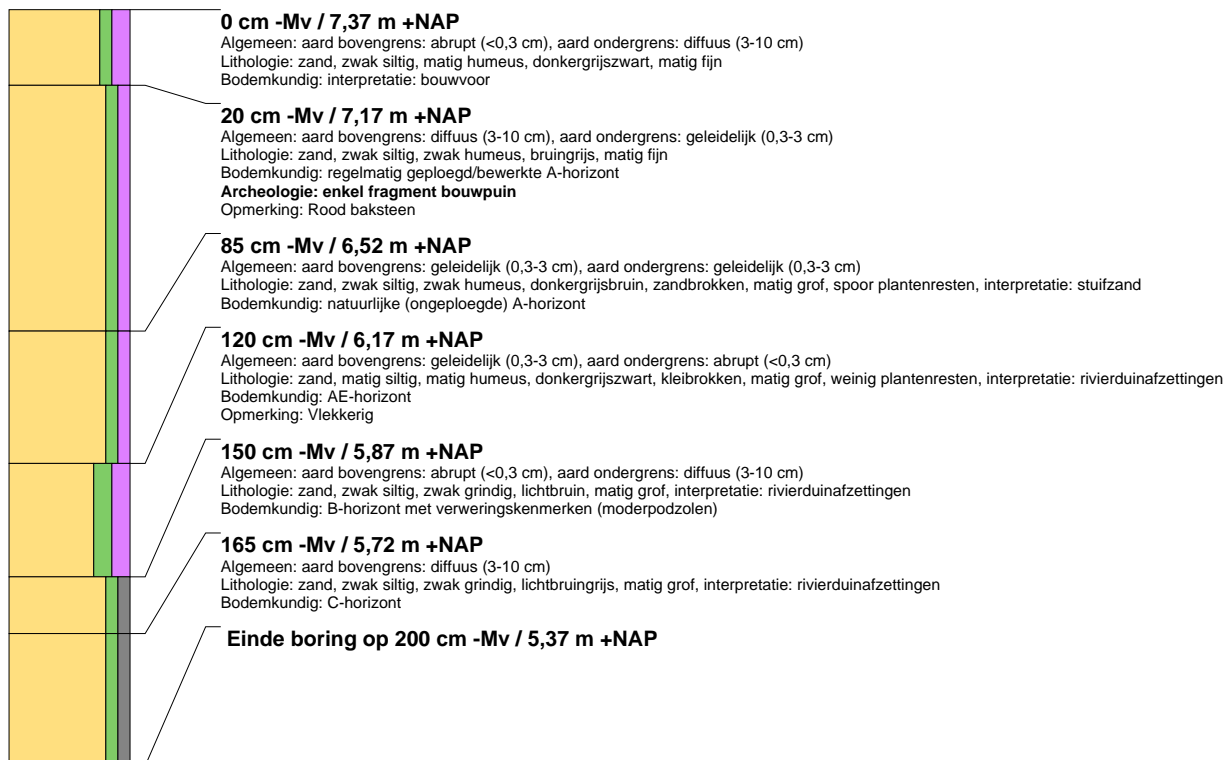 0 cm -Mv / 7,37 m +NAP
Algemeen: aard bovengrens: abrupt (<0,3 cm), aard ondergrens: diffuus (3-10 cm)
Lithologie: zand, zwak siltig, matig humeus, donkergrijszwart, matig fijn
Bodemkundig: interpretatie: bouwvoor
20 cm -Mv / 7,17 m +NAP
Algemeen: aard bovengrens: diffuus (3-10 cm), aard ondergrens: geleidelijk (0,3-3 cm)
Lithologie: zand, zwak siltig, zwak humeus, bruingrijs, matig fijn
Bodemkundig: regelmatig geploegd/bewerkte A-horizont
Archeologie: enkel fragment bouwpuin
Opmerking: Rood baksteen
85 cm -Mv / 6,52 m +NAP
Algemeen: aard bovengrens: geleidelijk (0,3-3 cm), aard ondergrens: geleidelijk (0,3-3 cm)
Lithologie: zand, zwak siltig, zwak humeus, donkergrijsbruin, zandbrokken, matig grof, spoor plantenresten, interpretatie: stuifzand
Bodemkundig: natuurlijke (ongeploegde) A-horizont
120 cm -Mv / 6,17 m +NAP
Algemeen: aard bovengrens: geleidelijk (0,3-3 cm), aard ondergrens: abrupt (<0,3 cm)
Lithologie: zand, matig siltig, matig humeus, donkergrijszwart, kleibrokken, matig grof, weinig plantenresten, interpretatie: rivierduinafzettingen
Bodemkundig: AE-horizont
Opmerking: Vlekkerig
150 cm -Mv / 5,87 m +NAP
Algemeen: aard bovengrens: abrupt (<0,3 cm), aard ondergrens: diffuus (3-10 cm)
Lithologie: zand, zwak siltig, zwak grindig, lichtbruin, matig grof, interpretatie: rivierduinafzettingen
Bodemkundig: B-horizont met verweringskenmerken (moderpodzolen)
165 cm -Mv / 5,72 m +NAP
Algemeen: aard bovengrens: diffuus (3-10 cm)
Lithologie: zand, zwak siltig, zwak grindig, lichtbruingrijs, matig grof, interpretatie: rivierduinafzettingen
Bodemkundig: C-horizont
Einde boring op 200 cm -Mv / 5,37 m +NAP